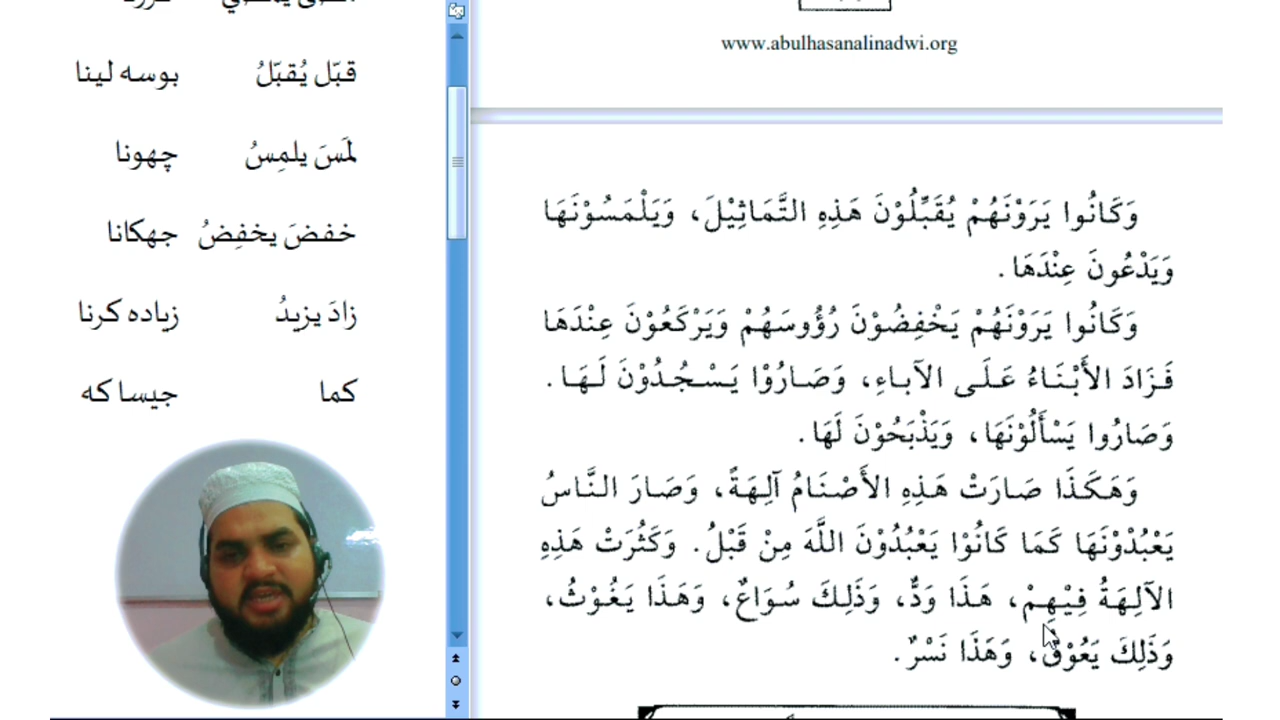 www.abulhasanalinadwi.org
قبّل يُقبّلُ بوسه لينا
لمَسَ يلمِسُ چهونا
خفضَ يخفِضُ جهكانا
زادَ يزيدُ زياده كرنا
كما جيسا كه
وَكَانُوا يَرَوْنَهُمْ يُقَبِّلُوْنَ هَذِهِ التَّمَاثِيْلَ، وَيَلْمَسُوْنَهَا
وَيَدْعُونَ عِنْدَهَا.
وَكَانُوا يَرَوْنَهُمْ يَخْفِضُوْنَ رُؤُوسَهُمْ وَيَرْكَعُوْنَ عِنْدَهَا
فَزَادَ الأَبْنَاءُ عَلَى الآباءِ، وَصَارُوْا يَسْجُدُوْنَ لَهَا.
وَصَارُوا يَسْأَلُوْنَهَا، وَيَذْبَحُوْنَ لَهَا.
وَهَكَذَا صَارَتْ هَذِهِ الأَصْنَامُ آلِهَةً، وَصَارَ النَّاسُ
يَعْبُدُوْنَهَا كَمَا كَانُوْا يَعْبُدُوْنَ اللَّهَ مِنْ قَبْلُ. وَكَثُرَتْ هَذِهِ
الآلِهَةُ فِيْهِمْ، هَذَا وَدٌّ، وَذَلِكَ سُوَاعٌ، وَهَذَا يَغُوْثُ،
وَذَلِكَ يَعُوْقُ، وَهَذَا نَسْرٌ.